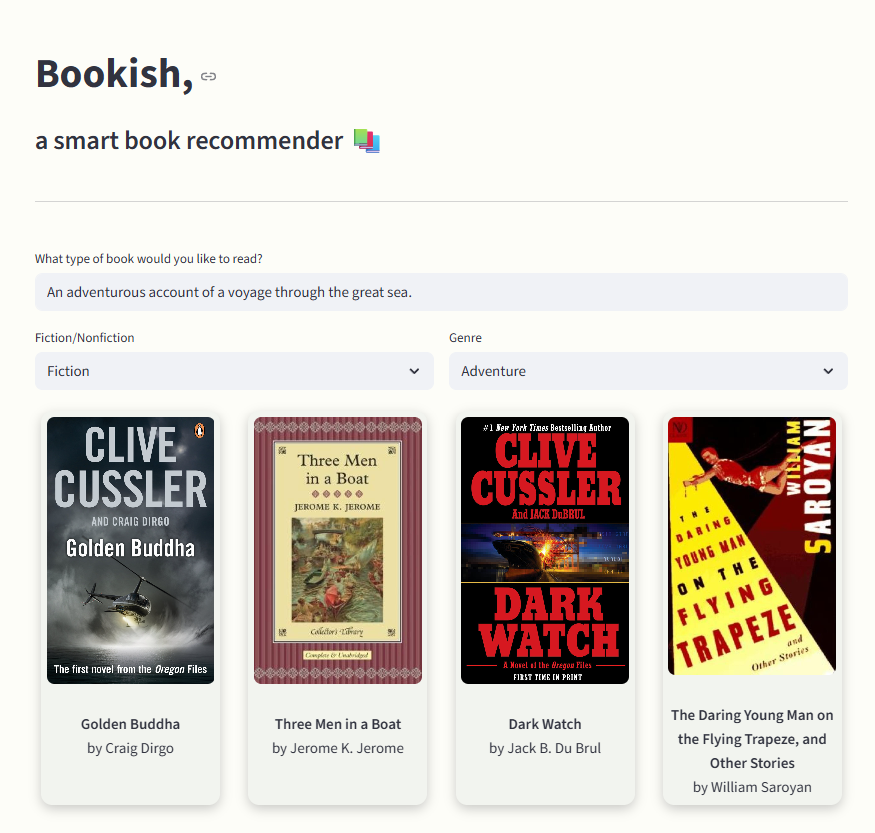 Bookish,
a smart book recommender
What type of book would you like to read?
An adventurous account of a voyage through the great sea.
Fiction/Nonfiction
Genre
Fiction
Adventure
CLIVE
CUSSLER
AND CRAIG DIRGO
Golden Buddha
The first novel from the Oregon Files
Golden Buddha
by Craig Dirgo
Three Men
in a Boat
JEROME K. JEROME
Collector's Library
Complete & Unabridged
Three Men in a Boat
by Jerome K. Jerome
#1 New York Times Bestselling Author
CLIVE
CUSSLER
And JACK DuBRUL
DARK
WATCH
A Novel of the Oregon Files
FIRST TIME IN PRINT
Dark Watch
by Jack B. Du Brul
WILLIAM
SAROYAN
THE
DARING
YOUNG MAN
ON THE
FLYING
TRAPEZE
and
Other Stories
The Daring Young Man on
the Flying Trapeze, and
Other Stories
by William Saroyan